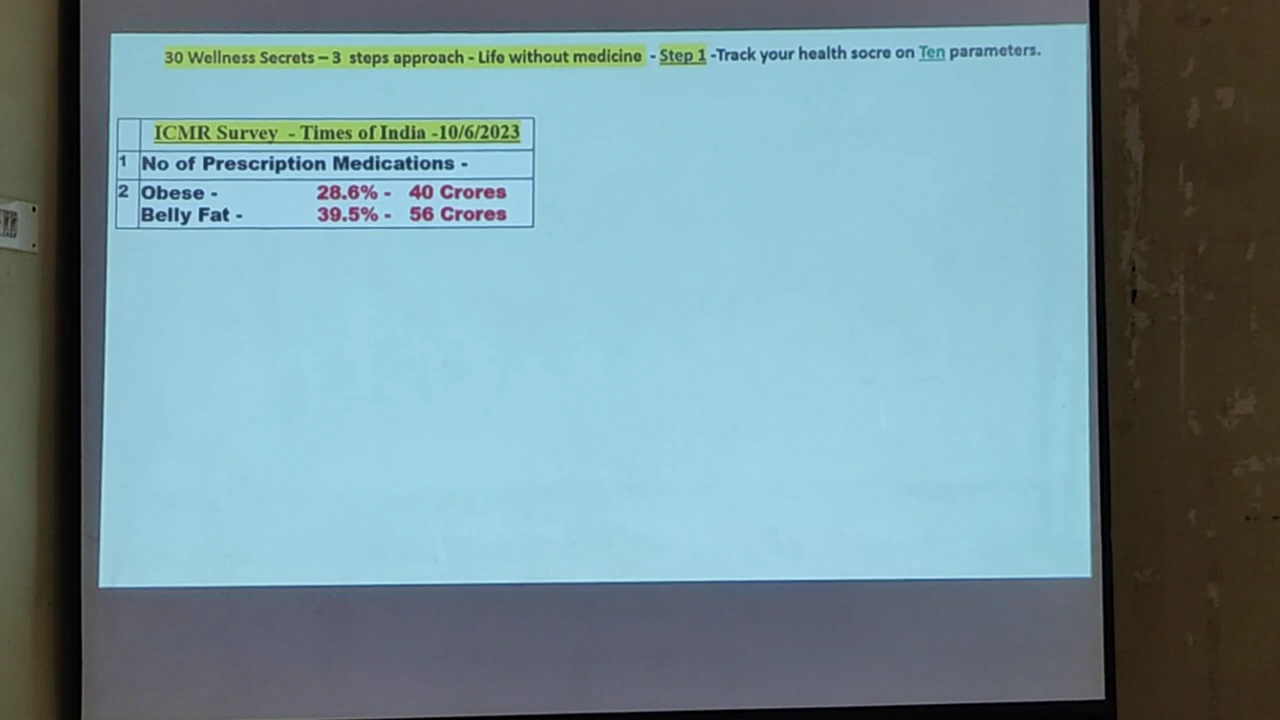 30 Wellness Secrets – 3 steps approach - Life without medicine - Step 1 -Track your health socre on Ten parameters.
ICMR Survey - Times of India -10/6/2023
1 No of Prescription Medications -
2 Obese - 28.6% - 40 Crores
Belly Fat - 39.5% - 56 Crores